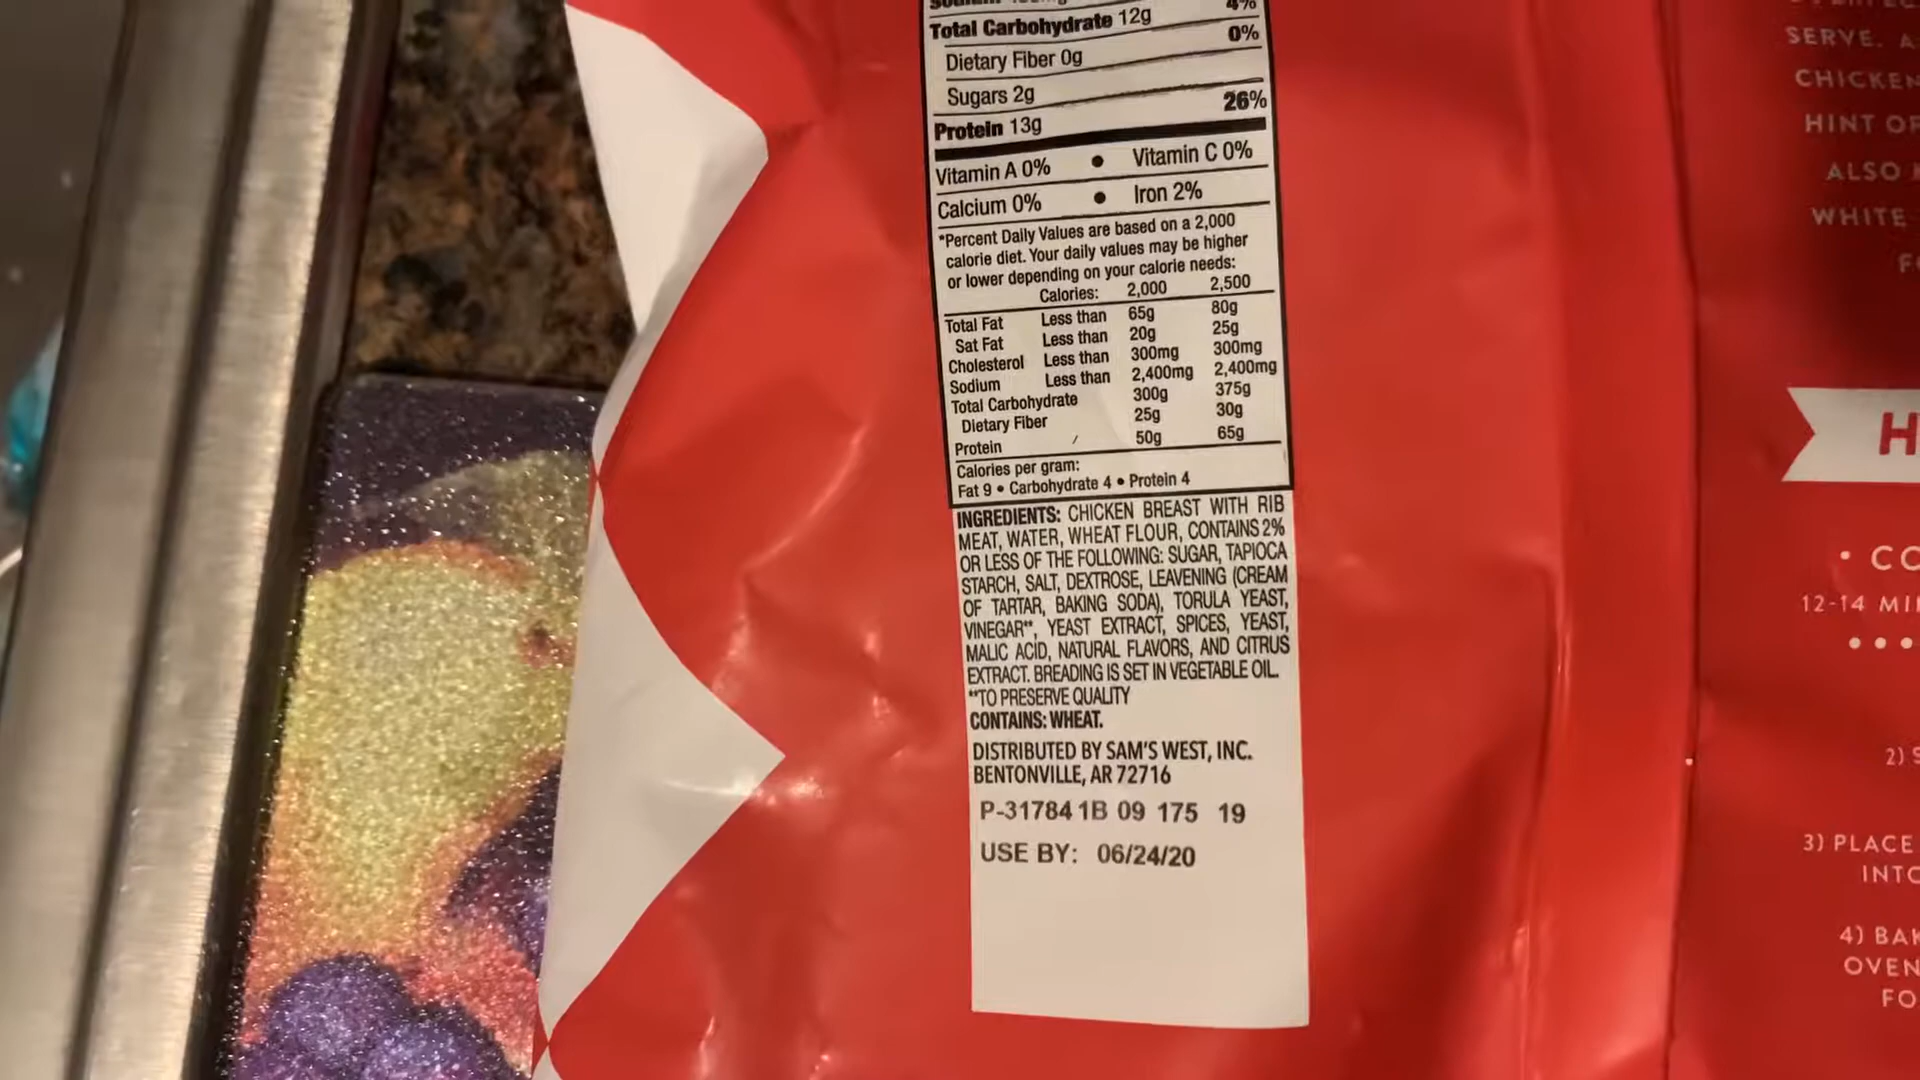 4%
Total Carbohydrate 12g
0%
Dietary Fiber 0g
Sugars 2g
26%
Protein 13g
Vitamin A 0% • Vitamin C 0%
Calcium 0% • Iron 2%
*Percent Daily Values are based on a 2,000
calorie diet. Your daily values may be higher
or lower depending on your calorie needs:
Calories: 2,000 2,500
Total Fat Less than 65g 80g
Sat Fat Less than 20g 25g
Cholesterol Less than 300mg 300mg
Sodium Less than 2,400mg 2,400mg
Total Carbohydrate 300g 375g
Dietary Fiber 25g 30g
Protein 50g 65g
Calories per gram:
Fat 9 • Carbohydrate 4 • Protein 4
INGREDIENTS: CHICKEN BREAST WITH RIB
MEAT, WATER, WHEAT FLOUR, CONTAINS 2%
OR LESS OF THE FOLLOWING: SUGAR, TAPIOCA
STARCH, SALT, DEXTROSE, LEAVENING (CREAM
OF TARTAR, BAKING SODA), TORULA YEAST,
VINEGAR**, YEAST EXTRACT, SPICES, YEAST,
MALIC ACID, NATURAL FLAVORS, AND CITRUS
EXTRACT. BREADING IS SET IN VEGETABLE OIL.
**TO PRESERVE QUALITY
CONTAINS: WHEAT.
DISTRIBUTED BY SAM'S WEST, INC.
BENTONVILLE, AR 72716
P-31784 1B 09 175 19
USE BY: 06/24/20
SERVE.
CHICKEN
HINT OF
ALSO
WHITE
H
• CO
12-14
2)
3) PLACE
INTO
4)
OVEN